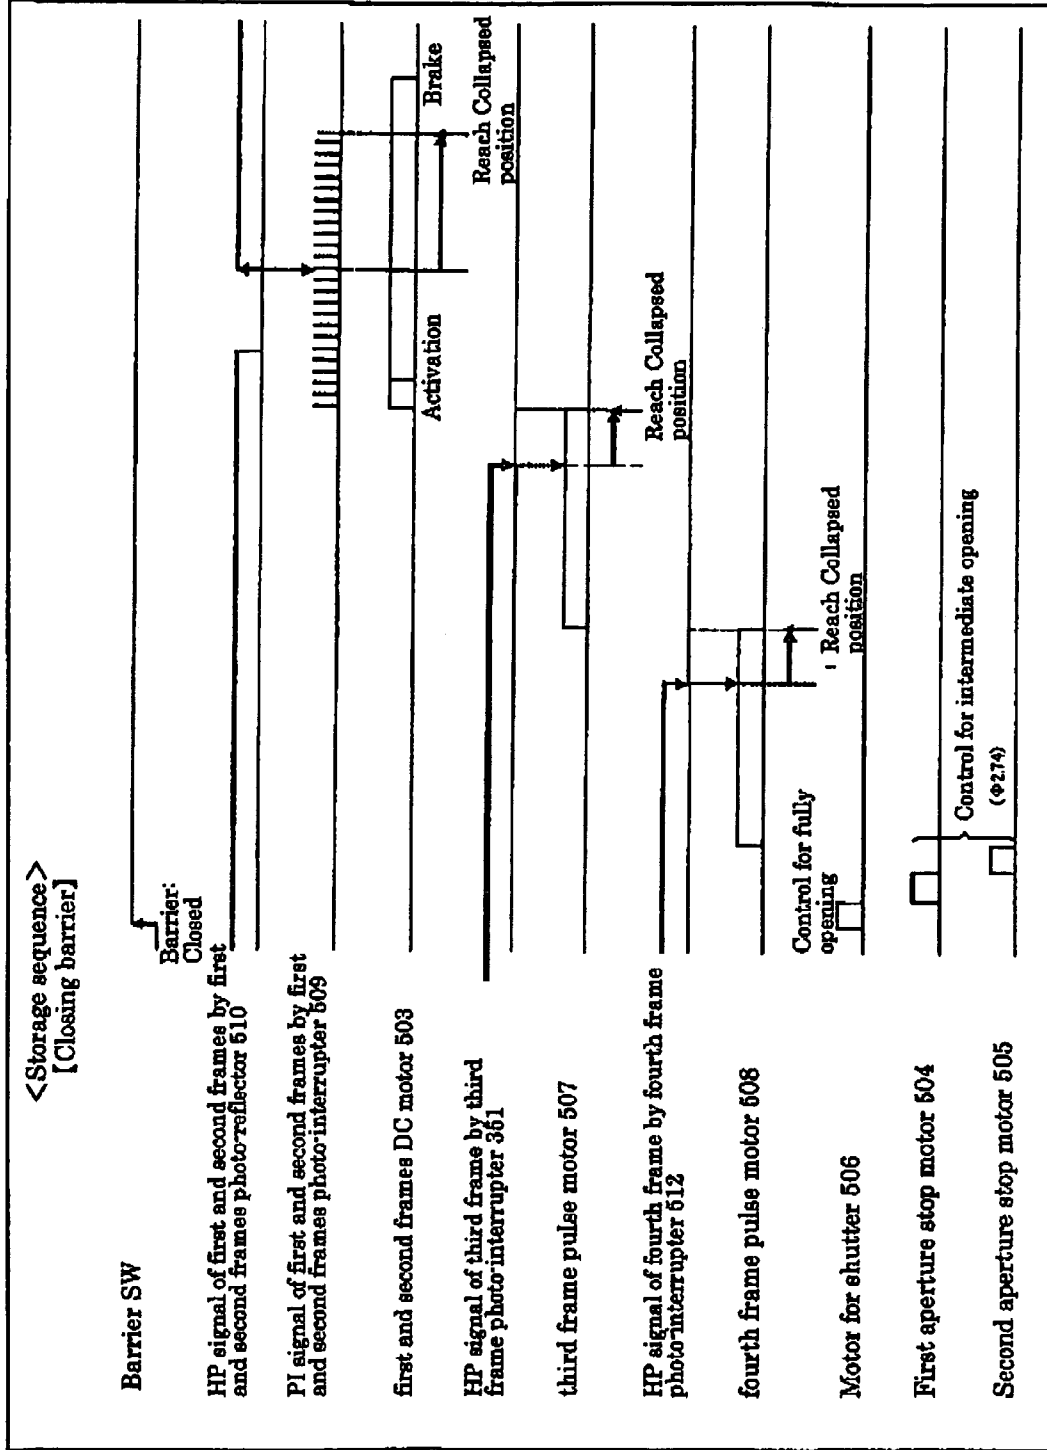 <Storage sequence>
[Closing barrier]
Barrier SW
Barrier:
Closed
HP signal of first and second frames by first
and second frames photo-reflector 510
PI signal of first and second frames by first
and second frames photo-interrupter 509
first and second frames DC motor 503
Activation
Brake
Reach Collapsed
position
HP signal of third frame by third
frame photo-interrupter 351
third frame pulse motor 507
Reach Collapsed
position
HP signal of fourth frame by fourth frame
photo-interrupter 512
fourth frame pulse motor 508
Reach Collapsed
position
Control for fully
opening
Motor for shutter 506
First aperture stop motor 504
Control for intermediate opening
(Φ2.74)
Second aperture stop motor 505